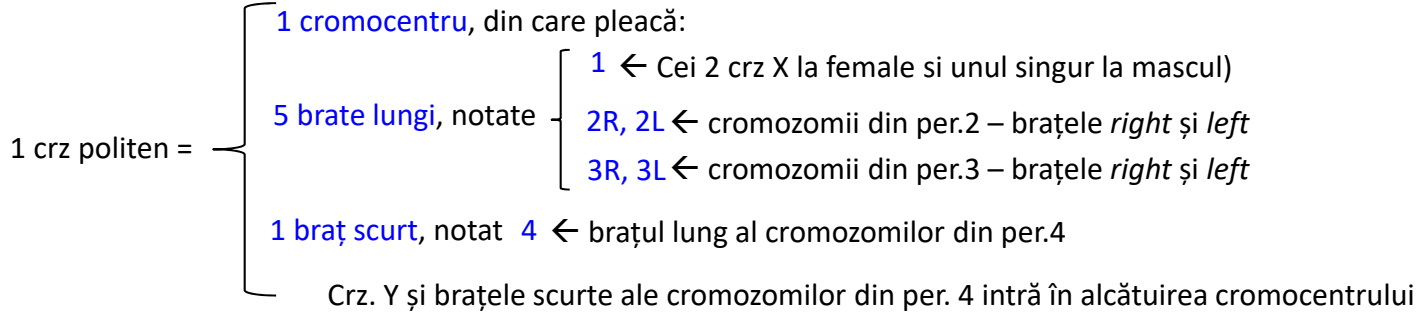 1 cromocentru, din care pleacă:
1 ← Cei 2 crz X la female si unul singur la mascul)
5 brate lungi, notate
2R, 2L ← cromozomii din per.2 – brațele right și left
1 crz politen =
3R, 3L ← cromozomii din per.3 – brațele right și left
1 braț scurt, notat 4 ← brațul lung al cromozomilor din per.4
Crz. Y și brațele scurte ale cromozomilor din per. 4 intră în alcătuirea cromocentrului